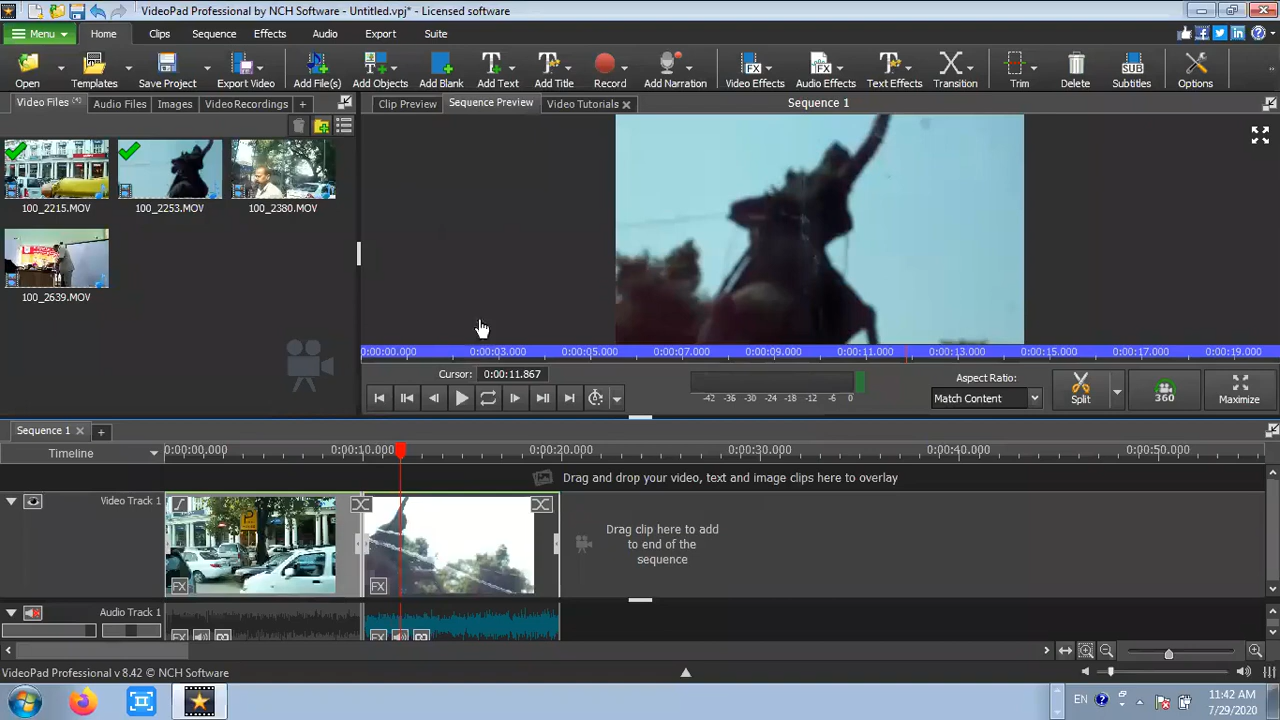 VideoPad Professional by NCH Software - Untitled.vpj* - Licensed software
Menu Home Clips Sequence Effects Audio Export Suite
Open Templates Save Project Export Video Add File(s) Add Objects Add Blank Add Text Add Title Record Add Narration Video Effects Audio Effects Text Effects Transition Trim Delete Subtitles Options
Video Files Audio Files Images Video Recordings +
Clip Preview Sequence Preview Video Tutorials Sequence 1
100_2215.MOV 100_2253.MOV 100_2380.MOV
100_2639.MOV
0:00:00.000 0:00:03.000 0:00:05.000 0:00:07.000 0:00:09.000 0:00:11.000 0:00:13.000 0:00:15.000 0:00:17.000 0:00:19.000
Cursor: 0:00:11.867
-42 -36 -30 -24 -18 -12 -6 0
Aspect Ratio:
Match Content
Split 360 Maximize
Sequence 1 +
Timeline 0:00:00.000 0:00:10.000 0:00:20.000 0:00:30.000 0:00:40.000 0:00:50.000
Drag and drop your video, text and image clips here to overlay
Video Track 1
FX FX
Drag clip here to add
to end of the
sequence
Audio Track 1
FX FX
VideoPad Professional v 8.42 © NCH Software
EN 11:42 AM
7/29/2020